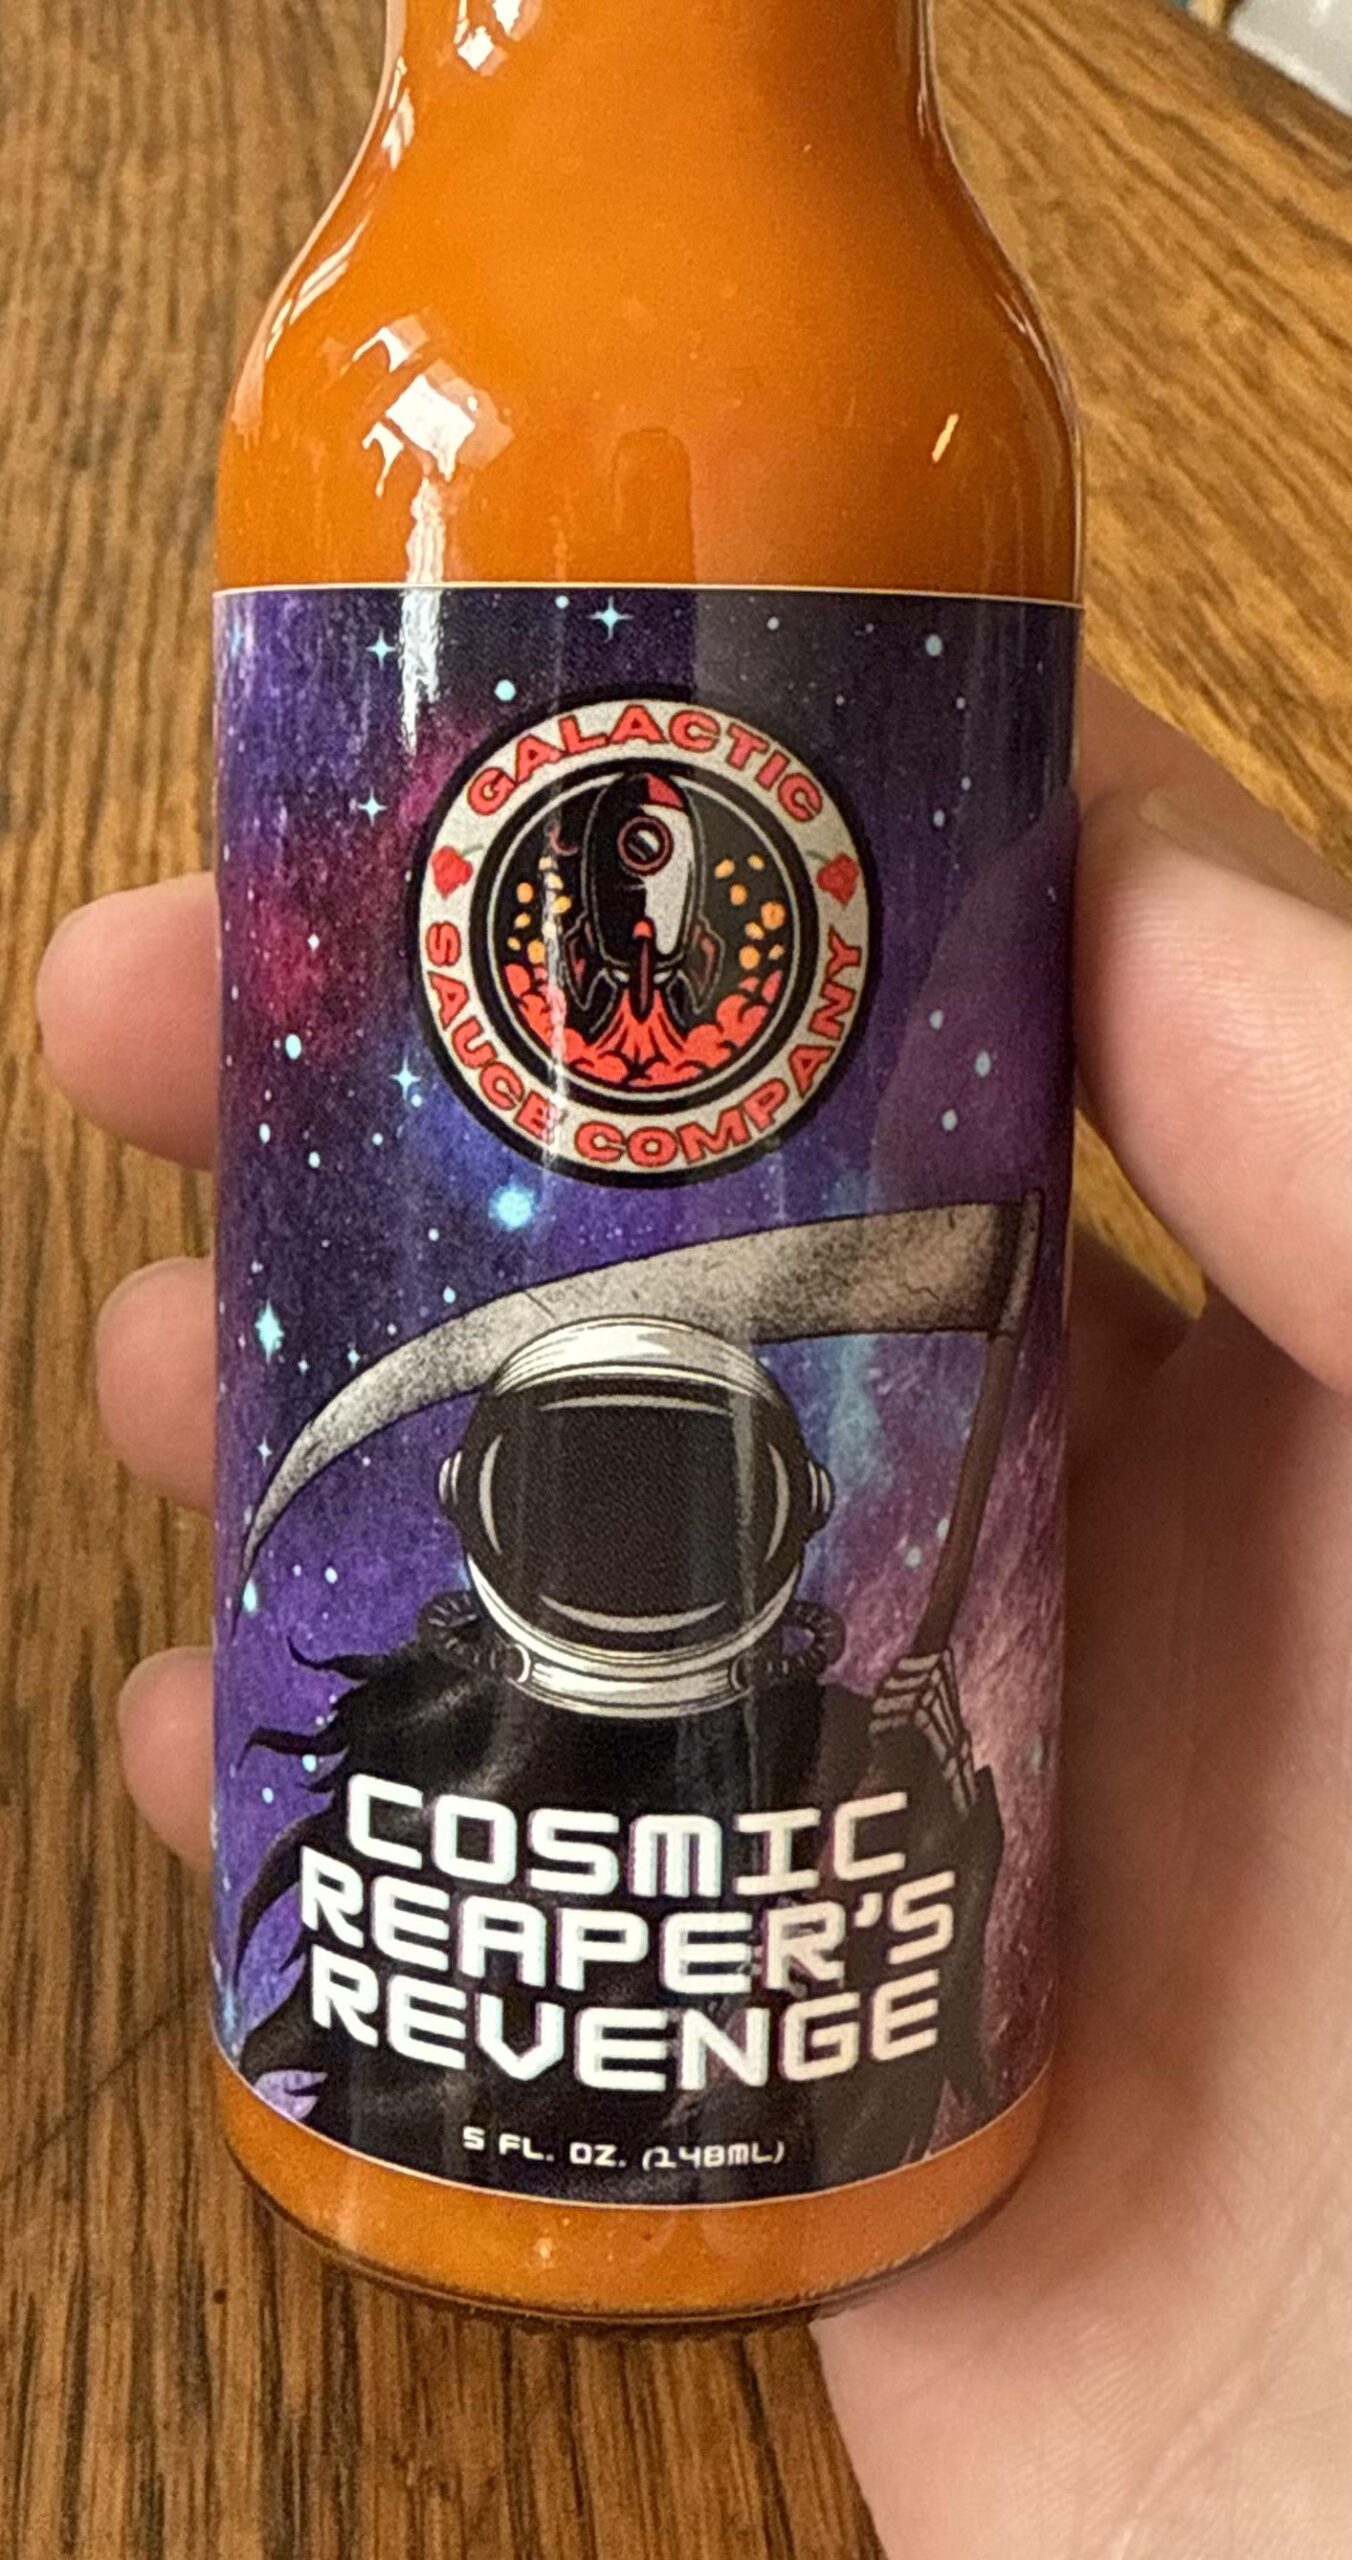 GALACTIC
SAUCE COMPANY
COSMIC
REAPER'S
REVENGE
5 FL. OZ. (148ML)